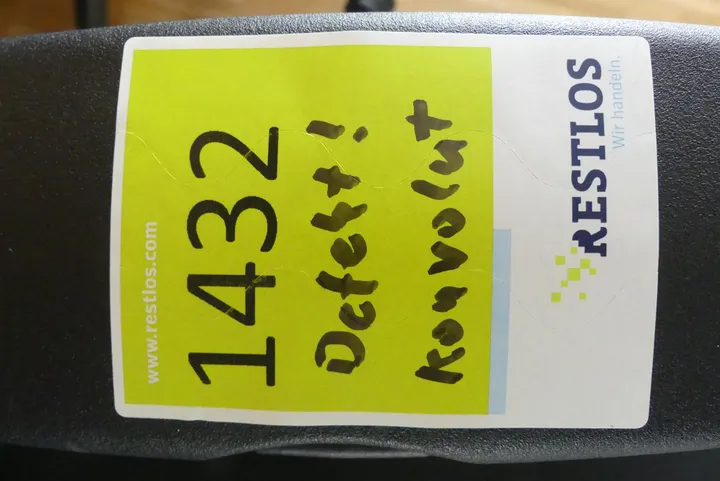 www.restlos.com
1432
Defekt!
Konvolut
RESTLOS
Wir handeln.